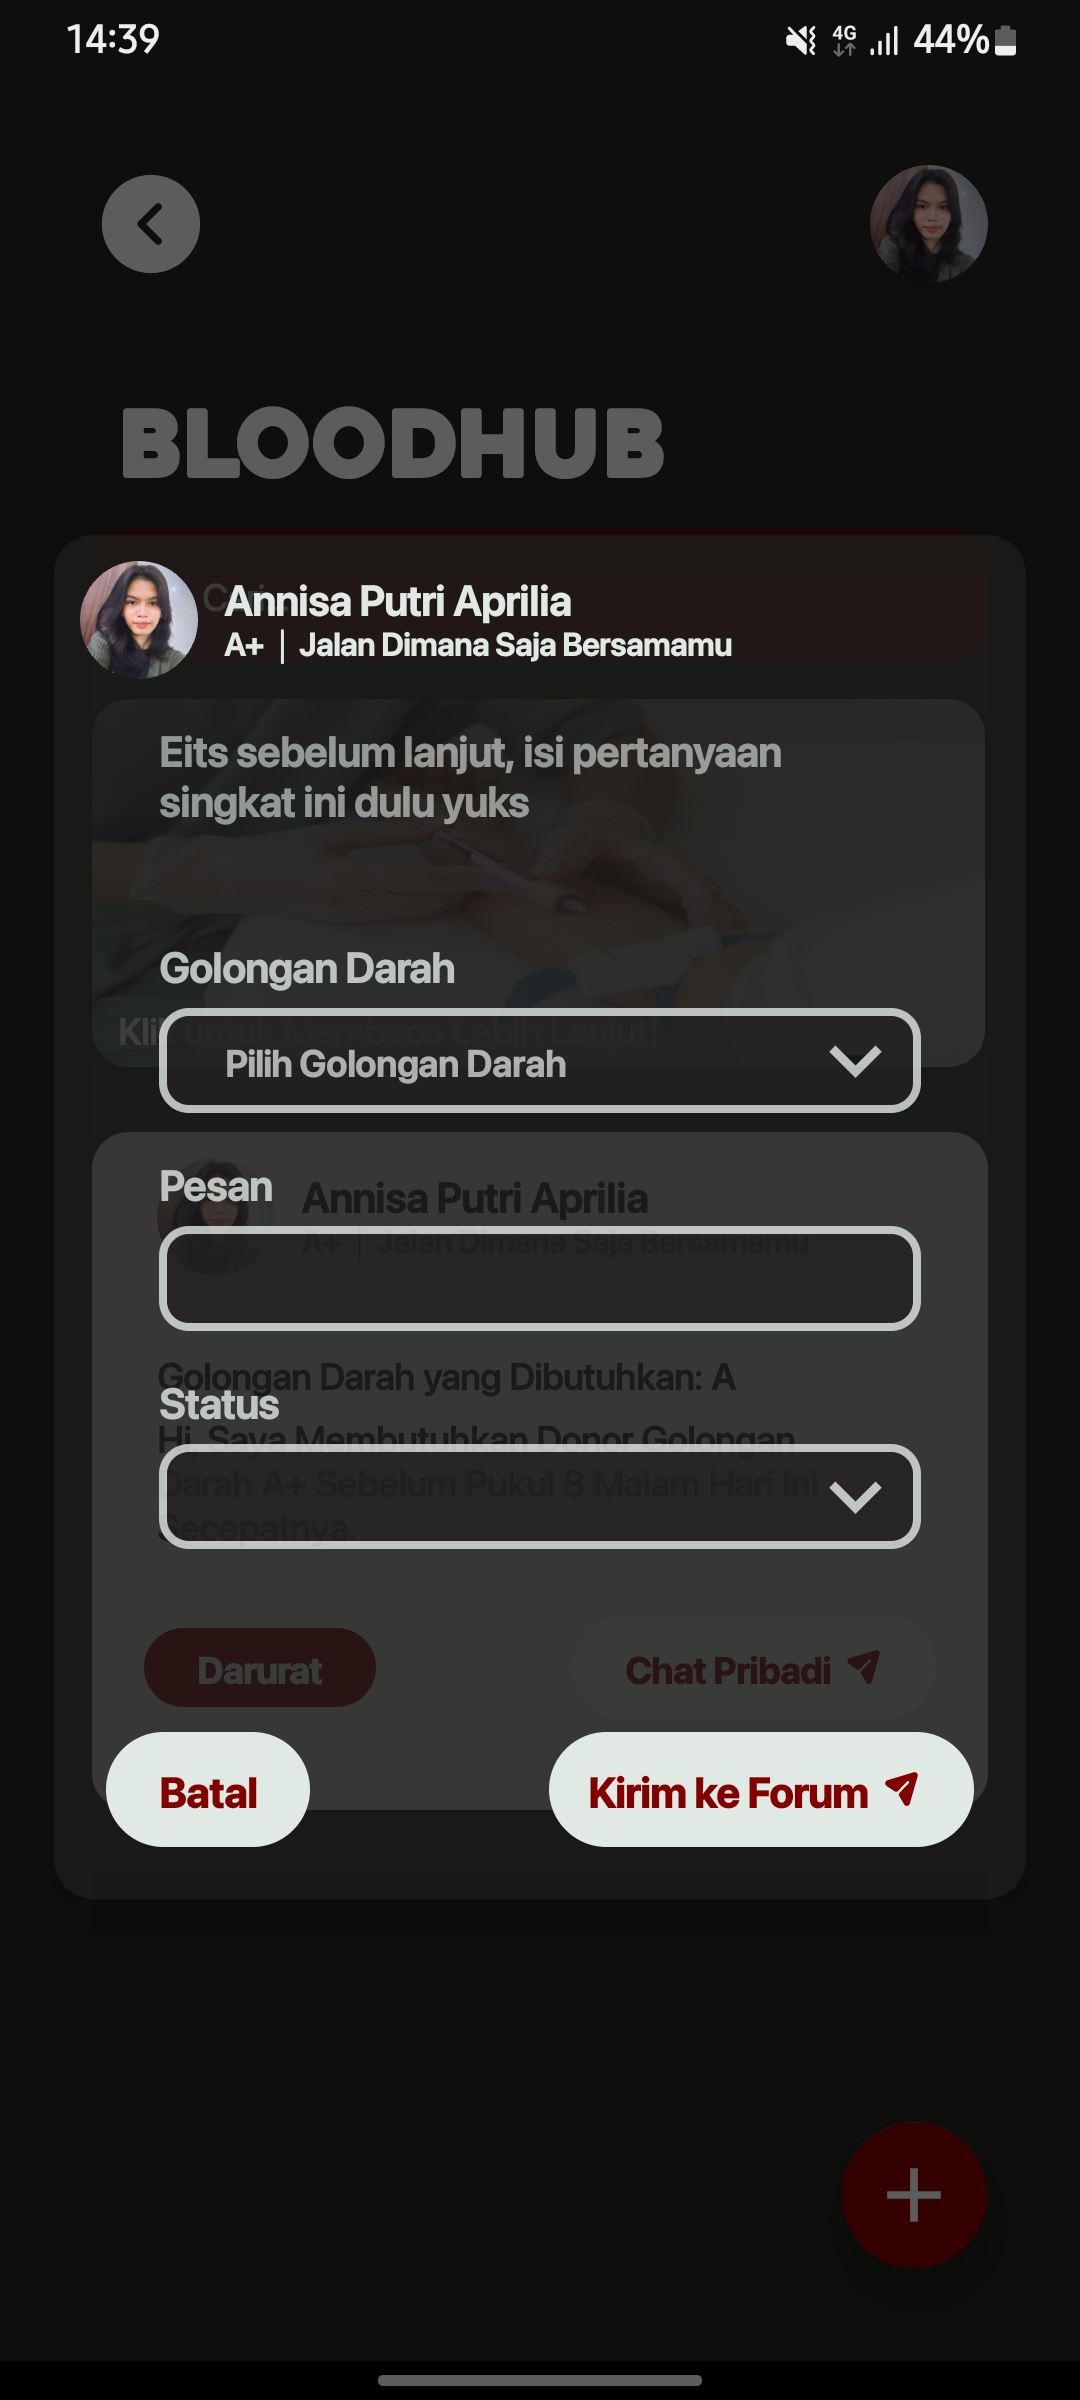 14:39
4G
44%
BLOODHUB
Annisa Putri Aprilia
A+ | Jalan Dimana Saja Bersamamu
Eits sebelum lanjut, isi pertanyaan
singkat ini dulu yuks
Golongan Darah
Klik untuk Membaca Lebih Lanjut!
Pilih Golongan Darah
Pesan
Annisa Putri Aprilia
A+ | Jalan Dimana Saja Bersamamu
Golongan Darah yang Dibutuhkan: A
Status
Hi, Saya Membutuhkan Donor Golongan
Darah A+ Sebelum Pukul 8 Malam Hari Ini
Secepatnya.
Darurat
Chat Pribadi
Batal
Kirim ke Forum